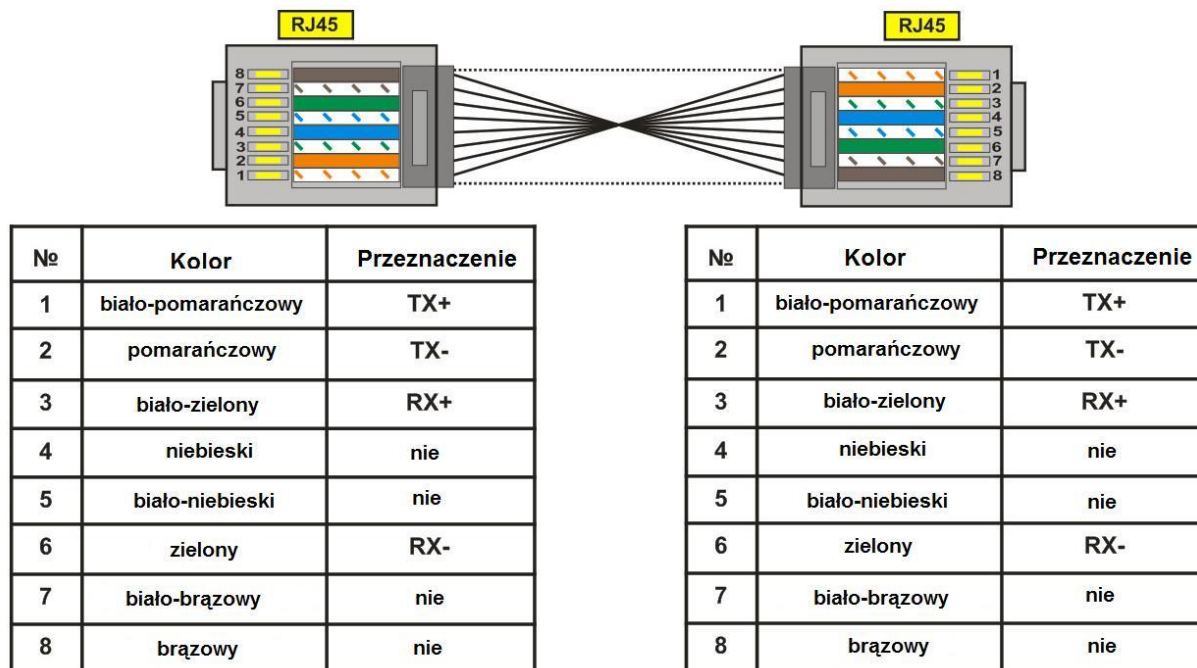 RJ45
RJ45
8
7
6
5
4
3
2
1
1
2
3
4
5
6
7
8
№ Kolor Przeznaczenie
1 biało-pomarańczowy TX+
2 pomarańczowy TX-
3 biało-zielony RX+
4 niebieski nie
5 biało-niebieski nie
6 zielony RX-
7 biało-brązowy nie
8 brązowy nie
№ Kolor Przeznaczenie
1 biało-pomarańczowy TX+
2 pomarańczowy TX-
3 biało-zielony RX+
4 niebieski nie
5 biało-niebieski nie
6 zielony RX-
7 biało-brązowy nie
8 brązowy nie